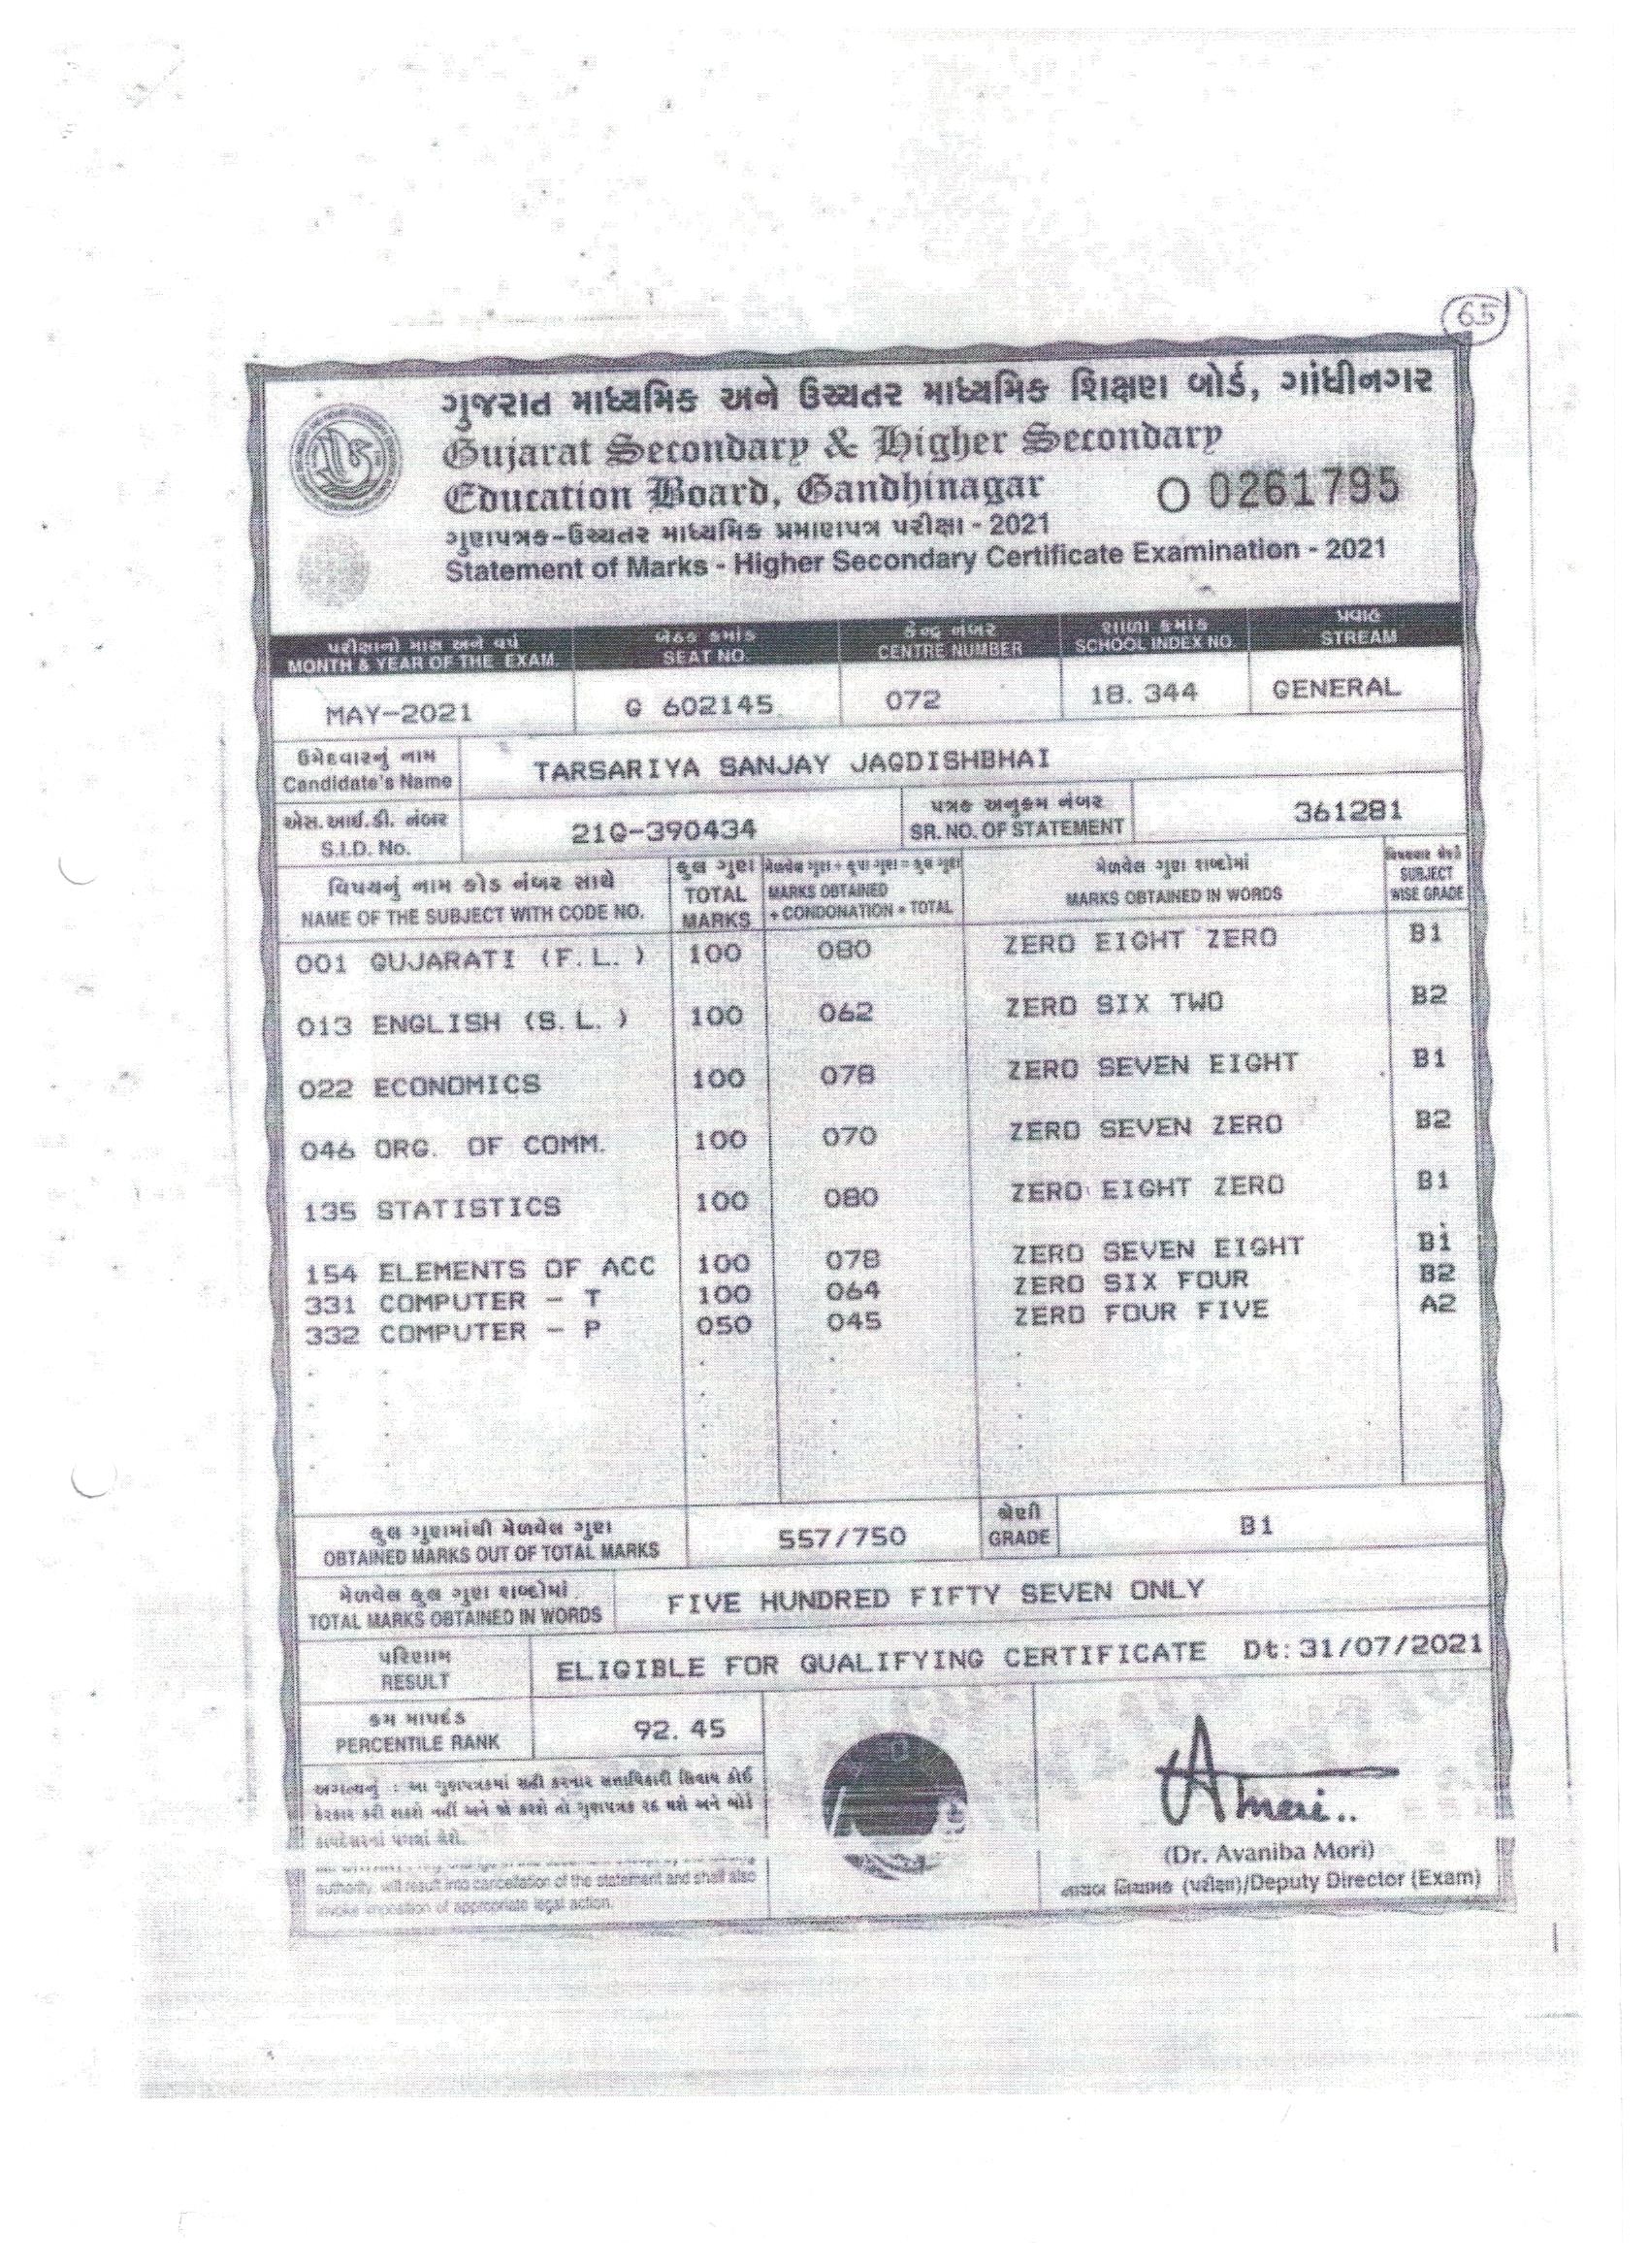 65
ગુજરાત માધ્યમિક અને ઉચ્ચતર માધ્યમિક શિક્ષણ બોર્ડ, ગાંધીનગર
Gujarat Secondary & Higher Secondary
Education Board, Gandhinagar O 0261795
ગુણપત્રક-ઉચ્ચતર માધ્યમિક પ્રમાણપત્ર પરીક્ષા - 2021
Statement of Marks - Higher Secondary Certificate Examination - 2021
પરીક્ષાનો માસ અને વર્ષ બેઠક ક્રમાંક કેન્દ્ર નંબર શાળા ક્રમાંક પ્રવાહ
MONTH & YEAR OF THE EXAM. SEAT NO. CENTRE NUMBER SCHOOL INDEX NO. STREAM
MAY-2021 G 602145 072 18. 344 GENERAL
ઉમેદવારનું નામ
Candidate's Name TARSARIYA SANJAY JAGDISHBHAI
એસ.આઈ.ડી. નંબર પત્રક અનુક્રમ નંબર
S.I.D. No. 21G-390434 SR. NO. OF STATEMENT 361281
વિષયનું નામ કોડ નંબર સાથે કુલ ગુણ મેળવેલ ગુણ + કૃપા ગુણ = કુલ ગુણ મેળવેલ ગુણ શબ્દોમાં
NAME OF THE SUBJECT WITH CODE NO. TOTAL MARKS MARKS OBTAINED + CONDONATION = TOTAL MARKS OBTAINED IN WORDS SUBJECT WISE GRADE
001 GUJARATI (F.L.) 100 080 ZERO EIGHT ZERO B1
013 ENGLISH (S.L.) 100 062 ZERO SIX TWO B2
022 ECONOMICS 100 078 ZERO SEVEN EIGHT B1
046 ORG. OF COMM. 100 070 ZERO SEVEN ZERO B2
135 STATISTICS 100 080 ZERO EIGHT ZERO B1
154 ELEMENTS OF ACC 100 078 ZERO SEVEN EIGHT B1
331 COMPUTER - T 100 064 ZERO SIX FOUR B2
332 COMPUTER - P 050 045 ZERO FOUR FIVE A2
કુલ ગુણમાંથી મેળવેલ ગુણ શ્રેણી
OBTAINED MARKS OUT OF TOTAL MARKS 557/750 GRADE B1
મેળવેલ કુલ ગુણ શબ્દોમાં
TOTAL MARKS OBTAINED IN WORDS FIVE HUNDRED FIFTY SEVEN ONLY
પરિણામ
RESULT ELIGIBLE FOR QUALIFYING CERTIFICATE Dt: 31/07/2021
ક્રમ માપદંડ
PERCENTILE RANK 92. 45
અગત્યનું : આ ગુણપત્રકમાં સહી કરનાર સત્તાધિકારી સિવાય કોઈ
ફેરફાર કરી શકશે નહીં અને જો કરશે તો ગુણપત્રક રદ થશે અને બોર્ડ
કાયદેસરનાં પગલાં લેશે.
authority, will result into cancellation of the statement and shall also
invoke imposition of appropriate legal action.
(Dr. Avaniba Mori)
નાયબ નિયામક (પરીક્ષા)/Deputy Director (Exam)